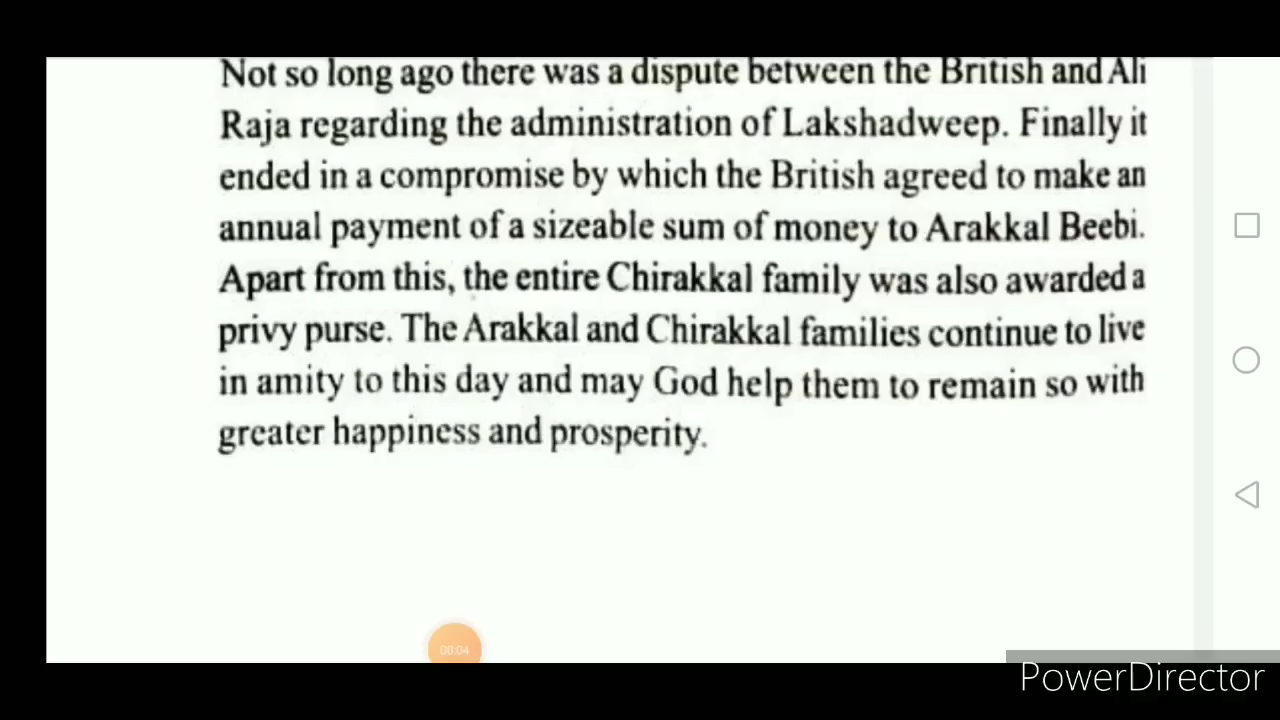 Not so long ago there was a dispute between the British and Ali
Raja regarding the administration of Lakshadweep. Finally it
ended in a compromise by which the British agreed to make an
annual payment of a sizeable sum of money to Arakkal Beebi.
Apart from this, the entire Chirakkal family was also awarded a
privy purse. The Arakkal and Chirakkal families continue to live
in amity to this day and may God help them to remain so with
greater happiness and prosperity.
00:04
PowerDirector